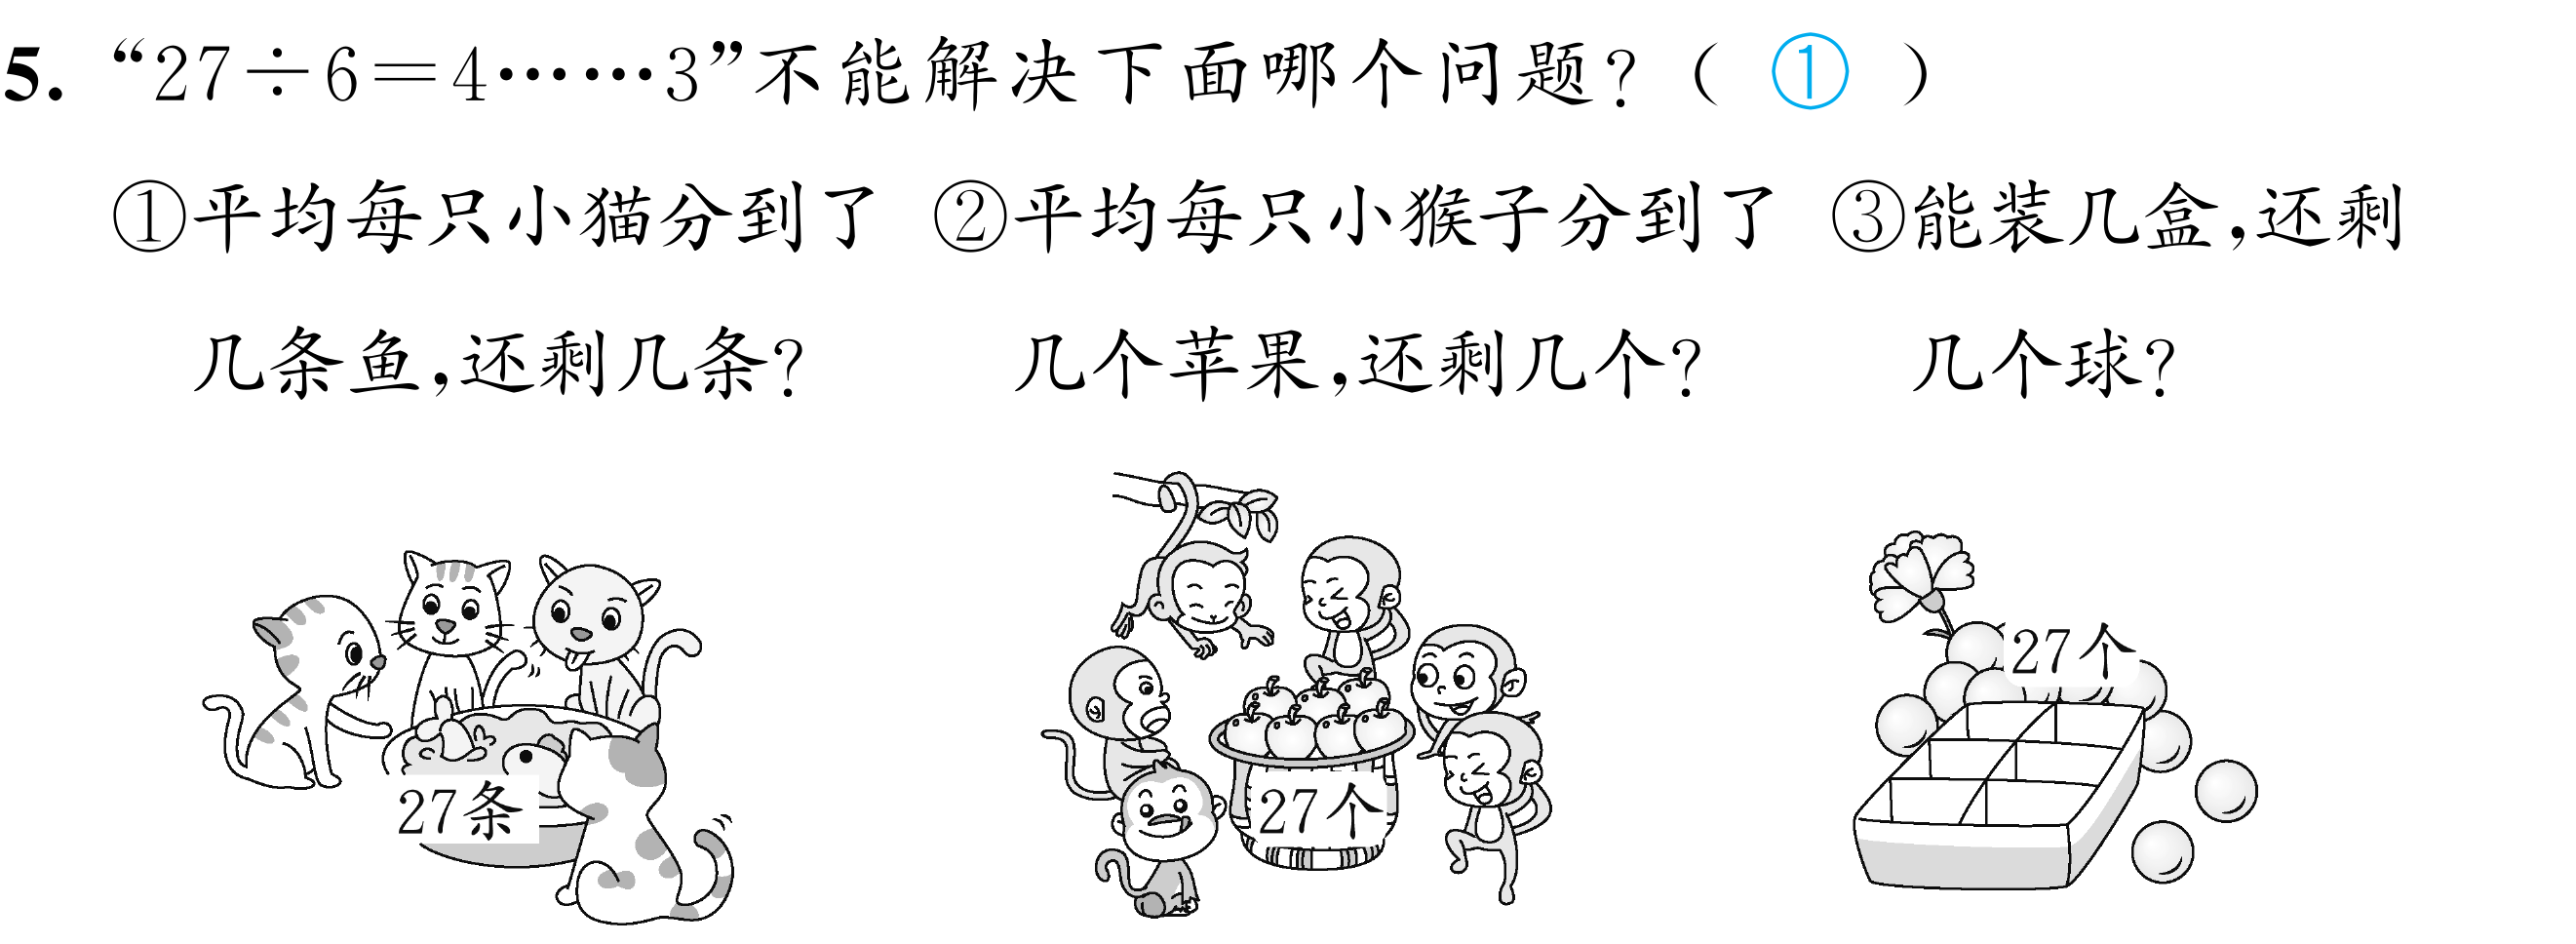 5. “27÷6=4……3”不能解决下面哪个问题?( ① )
①平均每只小猫分到了几条鱼,还剩几条?
②平均每只小猴子分到了几个苹果,还剩几个?
③能装几盒,还剩几个球?
27条
27个
27个